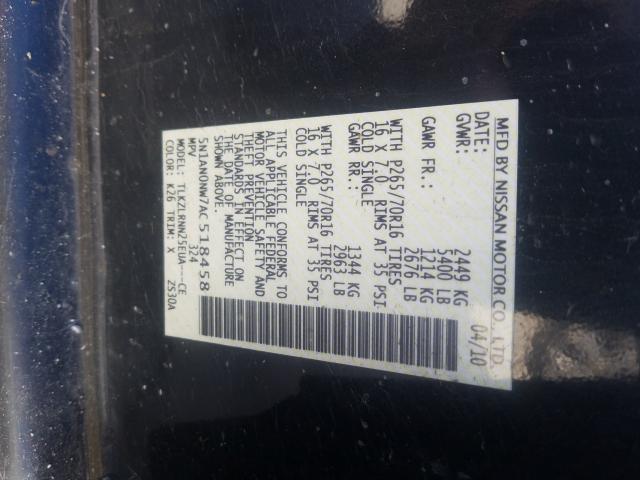 MFD BY NISSAN MOTOR CO., LTD.
DATE: 04/10
GVWR: 2449 KG
5400 LB
GAWR FR.: 1214 KG
2676 LB
WITH P265/70R16 TIRES
16 X 7.0 RIMS AT 35 PSI
COLD SINGLE
GAWR RR.: 1344 KG
2963 LB
WITH P265/70R16 TIRES
16 X 7.0 RIMS AT 35 PSI
COLD SINGLE
THIS VEHICLE CONFORMS TO
ALL APPLICABLE FEDERAL
MOTOR VEHICLE SAFETY AND
THEFT PREVENTION
STANDARDS IN EFFECT ON
THE DATE OF MANUFACTURE
SHOWN ABOVE.
5N1AN0NW7AC518458
MPV 324
MODEL: TLKZLRNN25EUA---CE
COLOR: K26 TRIM: X 2S30A